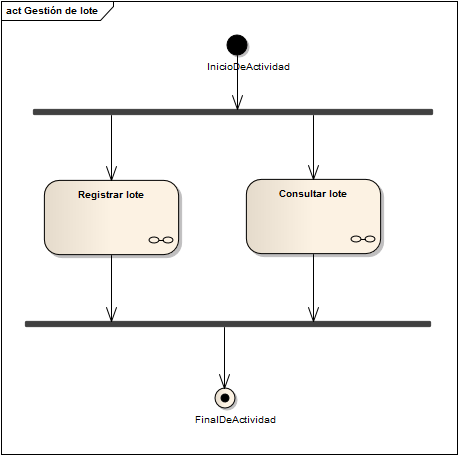 act Gestión de lote
InicioDeActividad
Registrar lote
Consultar lote
FinalDeActividad